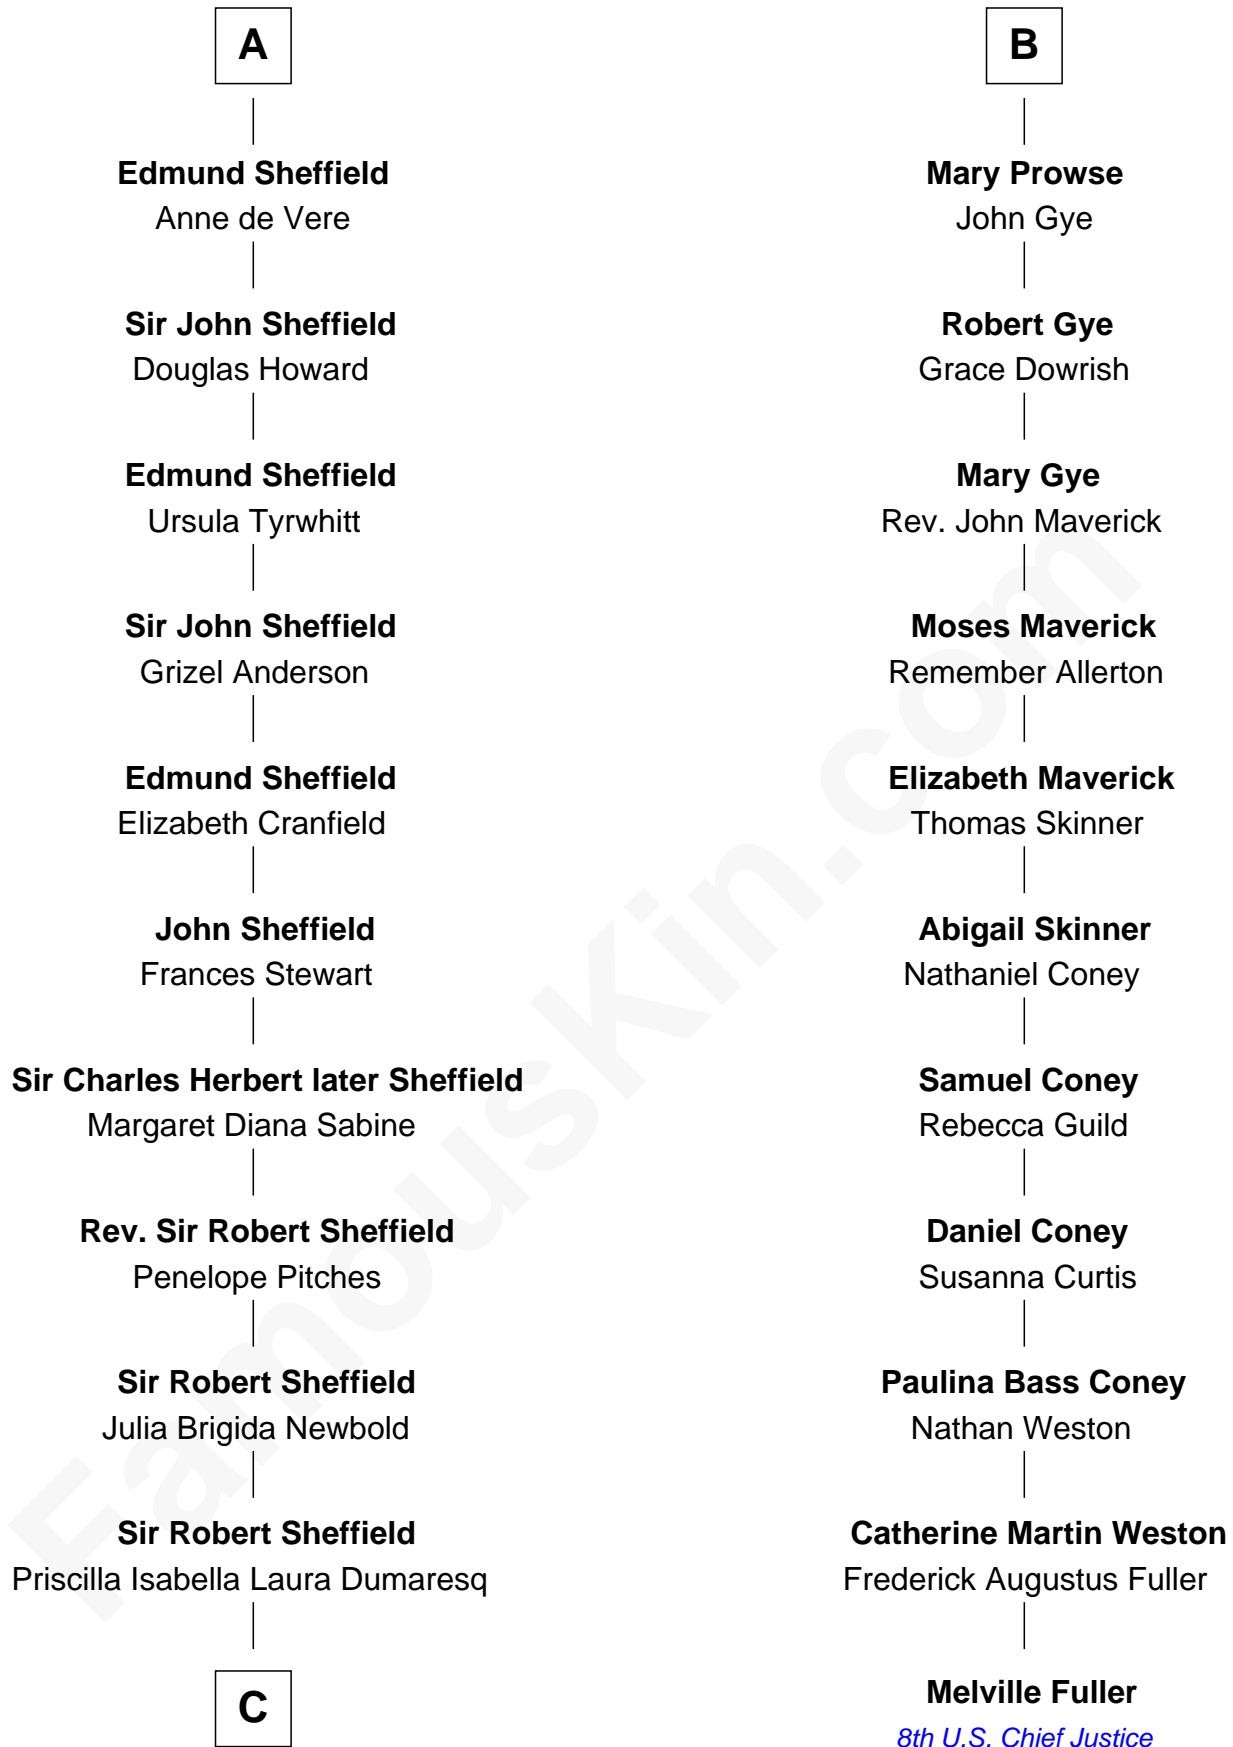 A
Edmund Sheffield
Anne de Vere
Sir John Sheffield
Douglas Howard
Edmund Sheffield
Ursula Tyrwhitt
Sir John Sheffield
Grizel Anderson
Edmund Sheffield
Elizabeth Cranfield
John Sheffield
Frances Stewart
Sir Charles Herbert later Sheffield
Margaret Diana Sabine
Rev. Sir Robert Sheffield
Penelope Pitches
Sir Robert Sheffield
Julia Brigida Newbold
Sir Robert Sheffield
Priscilla Isabella Laura Dumaresq
C
B
Mary Prowse
John Gye
Robert Gye
Grace Dowrish
Mary Gye
Rev. John Maverick
Moses Maverick
Remember Allerton
Elizabeth Maverick
Thomas Skinner
Abigail Skinner
Nathaniel Coney
Samuel Coney
Rebecca Guild
Daniel Coney
Susanna Curtis
Paulina Bass Coney
Nathan Weston
Catherine Martin Weston
Frederick Augustus Fuller
Melville Fuller
8th U.S. Chief Justice
FamousKin.com